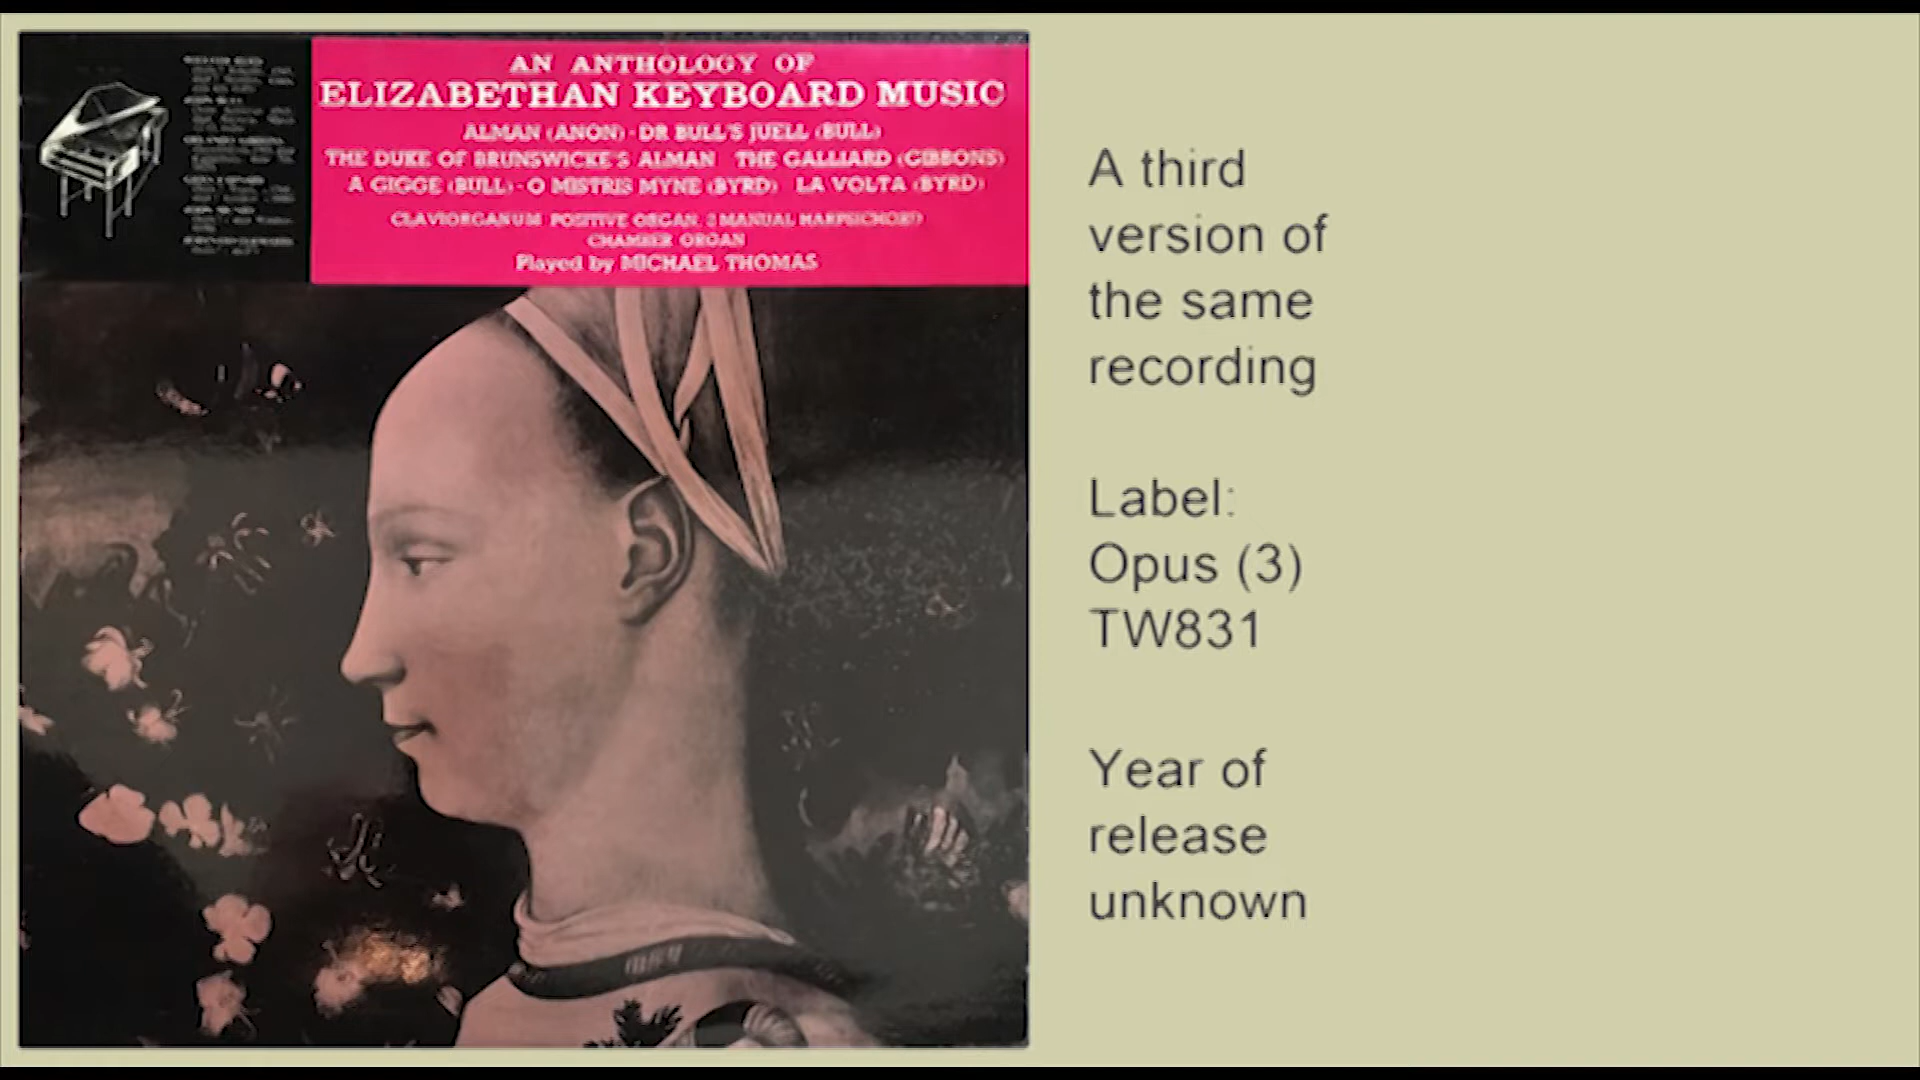 AN ANTHOLOGY OF
ELIZABETHAN KEYBOARD MUSIC
ALMAN (ANON) · DR BULL'S JUELL (BULL)
THE DUKE OF BRUNSWICKE'S ALMAN THE GALLIARD (GIBBONS)
A GIGGE (BULL) · O MISTRIS MYNE (BYRD) LA VOLTA (BYRD)
CLAVIORGANUM POSITIVE ORGAN, 2 MANUAL HARPSICHORD
CHAMBER ORGAN
Played by MICHAEL THOMAS
A third
version of
the same
recording
Label:
Opus (3)
TW831
Year of
release
unknown